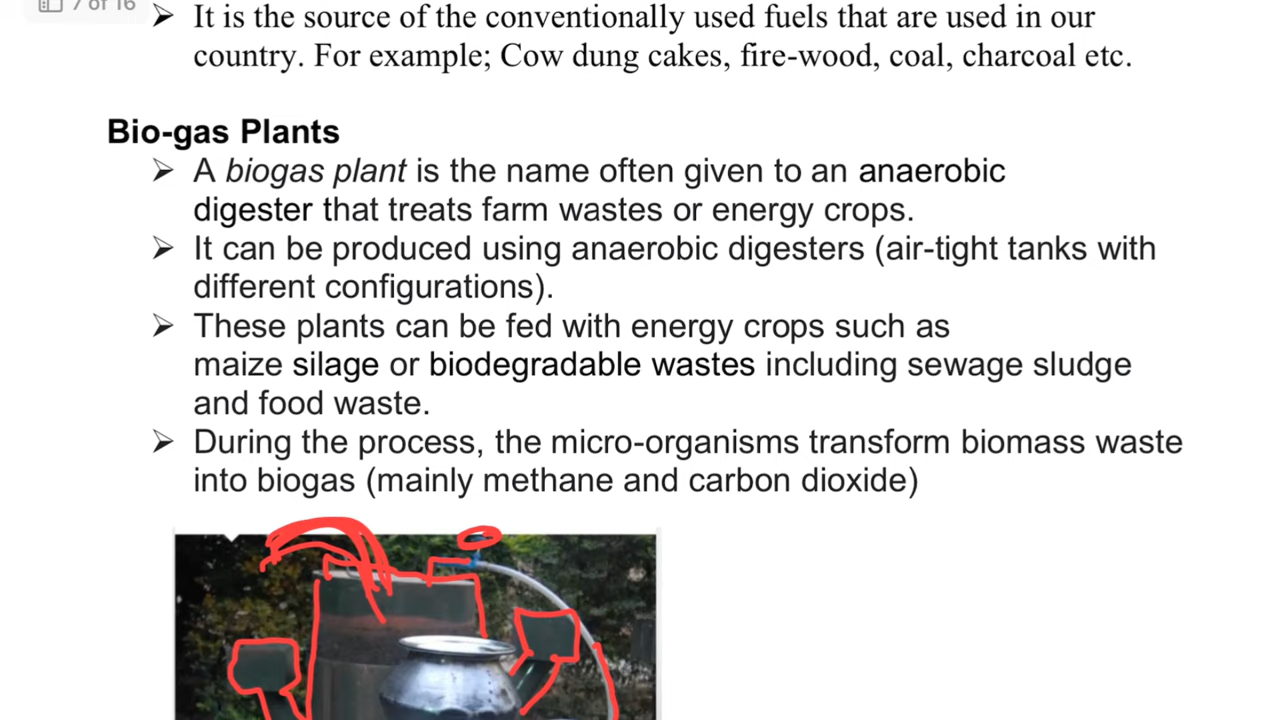 7 of 16
➢ It is the source of the conventionally used fuels that are used in our
country. For example; Cow dung cakes, fire-wood, coal, charcoal etc.
Bio-gas Plants
➢ A biogas plant is the name often given to an anaerobic
digester that treats farm wastes or energy crops.
➢ It can be produced using anaerobic digesters (air-tight tanks with
different configurations).
➢ These plants can be fed with energy crops such as
maize silage or biodegradable wastes including sewage sludge
and food waste.
➢ During the process, the micro-organisms transform biomass waste
into biogas (mainly methane and carbon dioxide)